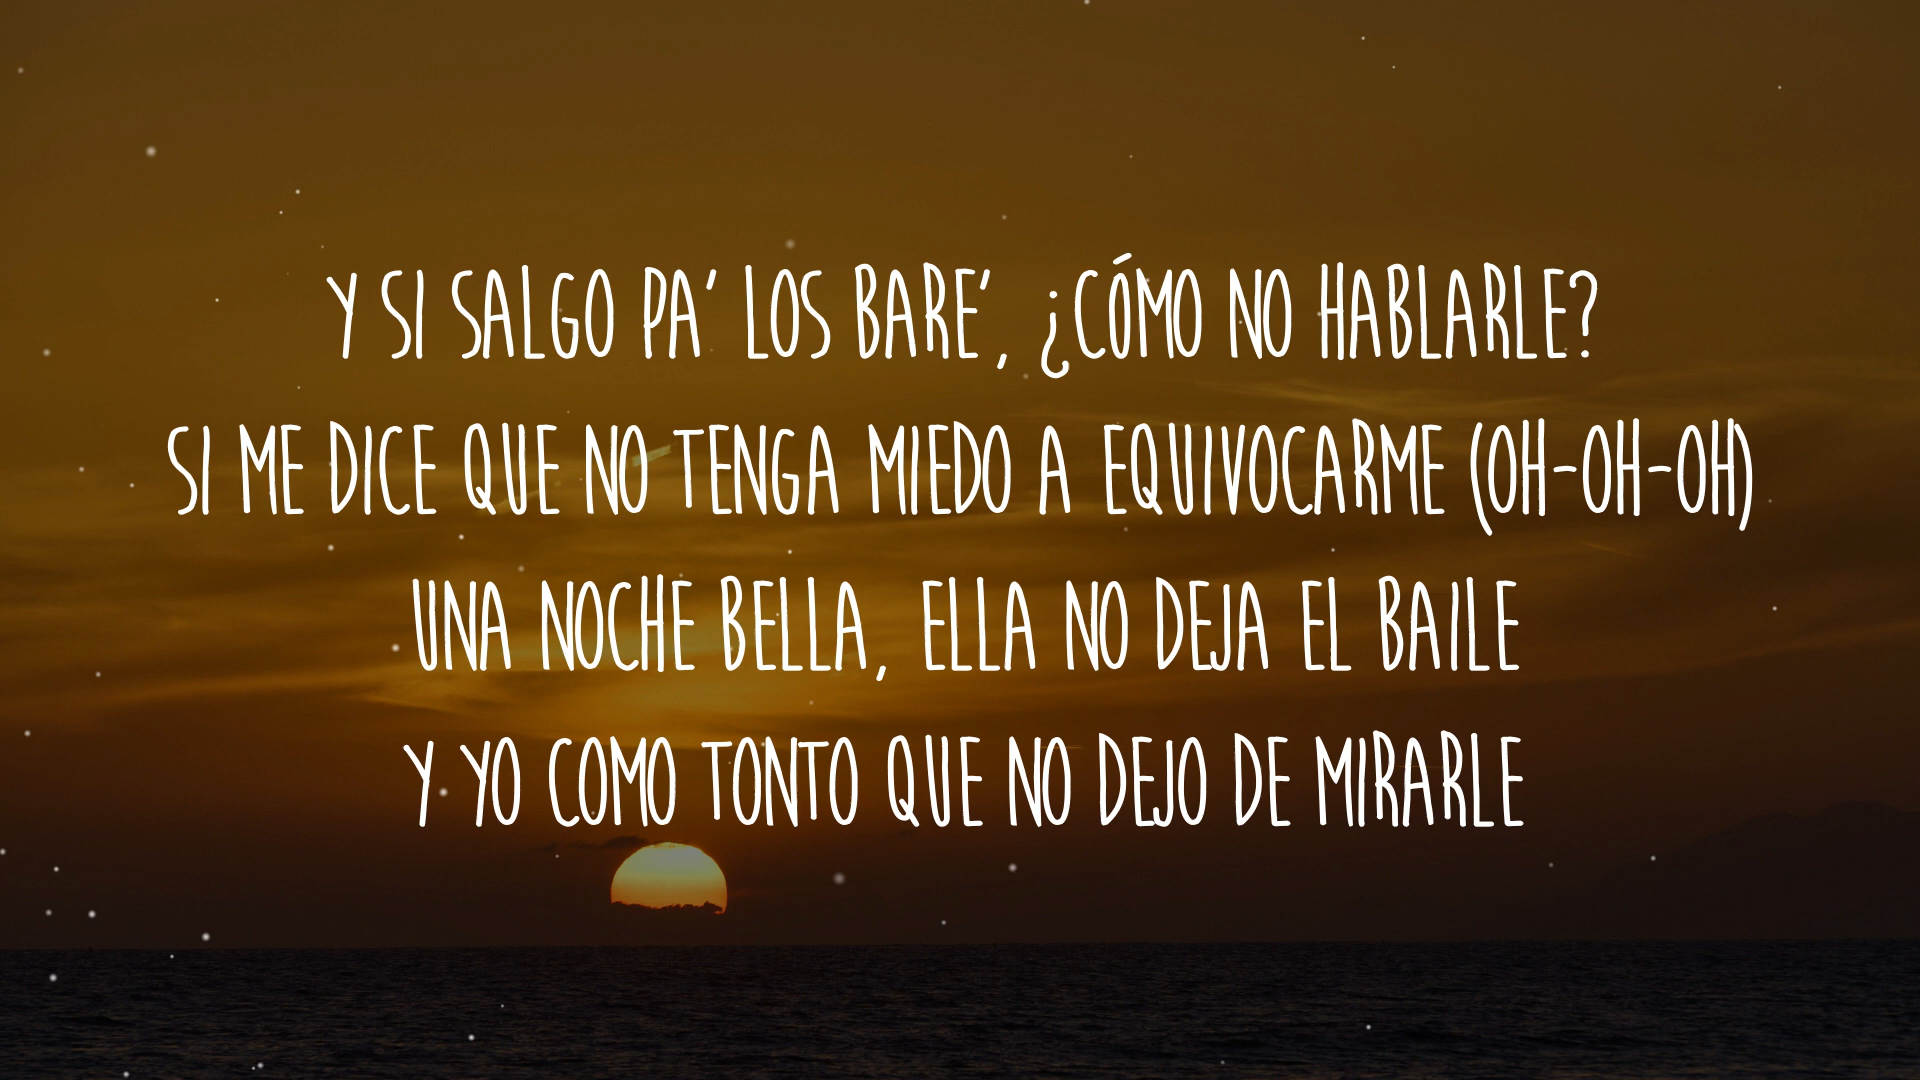 Y SI SALGO PA' LOS BARE', ¿CÓMO NO HABLARLE?
SI ME DICE QUE NO TENGA MIEDO A EQUIVOCARME (OH-OH-OH)
UNA NOCHE BELLA, ELLA NO DEJA EL BAILE
Y YO COMO TONTO QUE NO DEJO DE MIRARLE